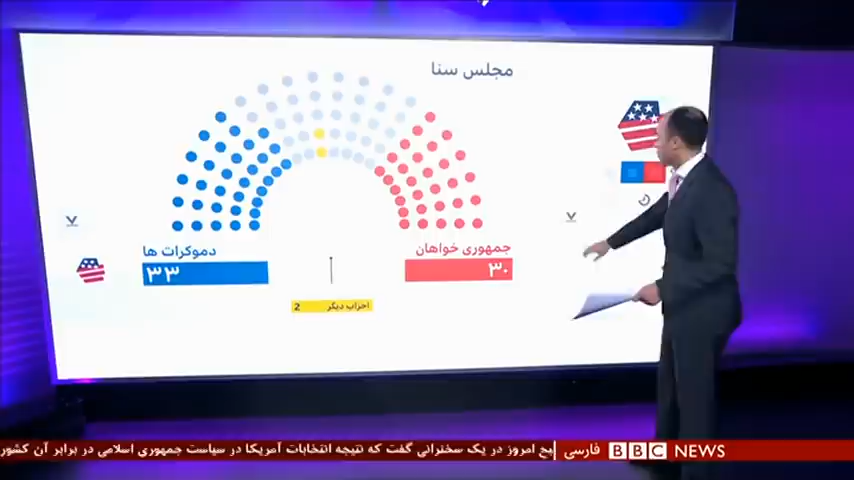 مجلس سنا
دموکرات ها
۳۳
جمهوری خواهان
۳۰
احزاب دیگر 2
امروز در یک سخنرانی گفت که نتیجه انتخابات آمریکا در سیاست جمهوری اسلامی در برابر آن کشور
BBC NEWS فارسی